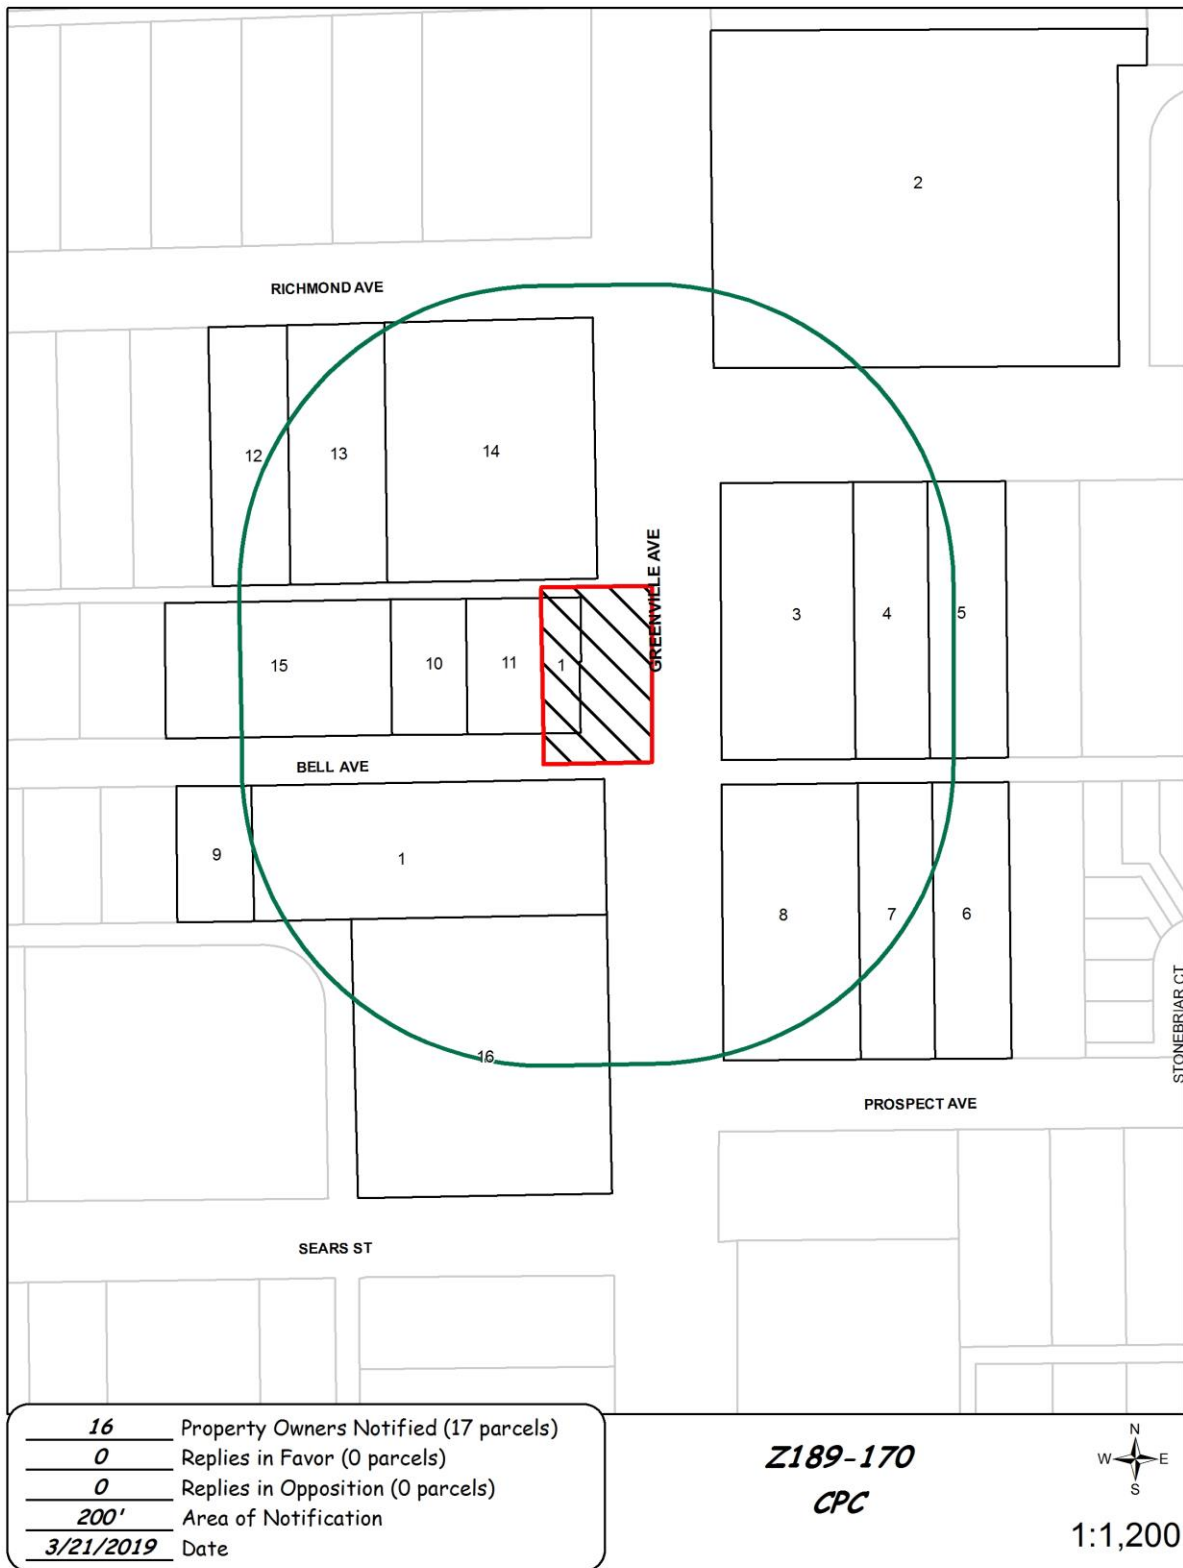 2
RICHMOND AVE
12
13
14
GREENVILLE AVE
3
4
5
15
10
11
1
BELL AVE
9
1
8
7
6
STONEBRIAR CT
16
PROSPECT AVE
SEARS ST
16 Property Owners Notified (17 parcels)
0 Replies in Favor (0 parcels)
0 Replies in Opposition (0 parcels)
200' Area of Notification
3/21/2019 Date
Z189-170
CPC
N
W E
S
1:1,200